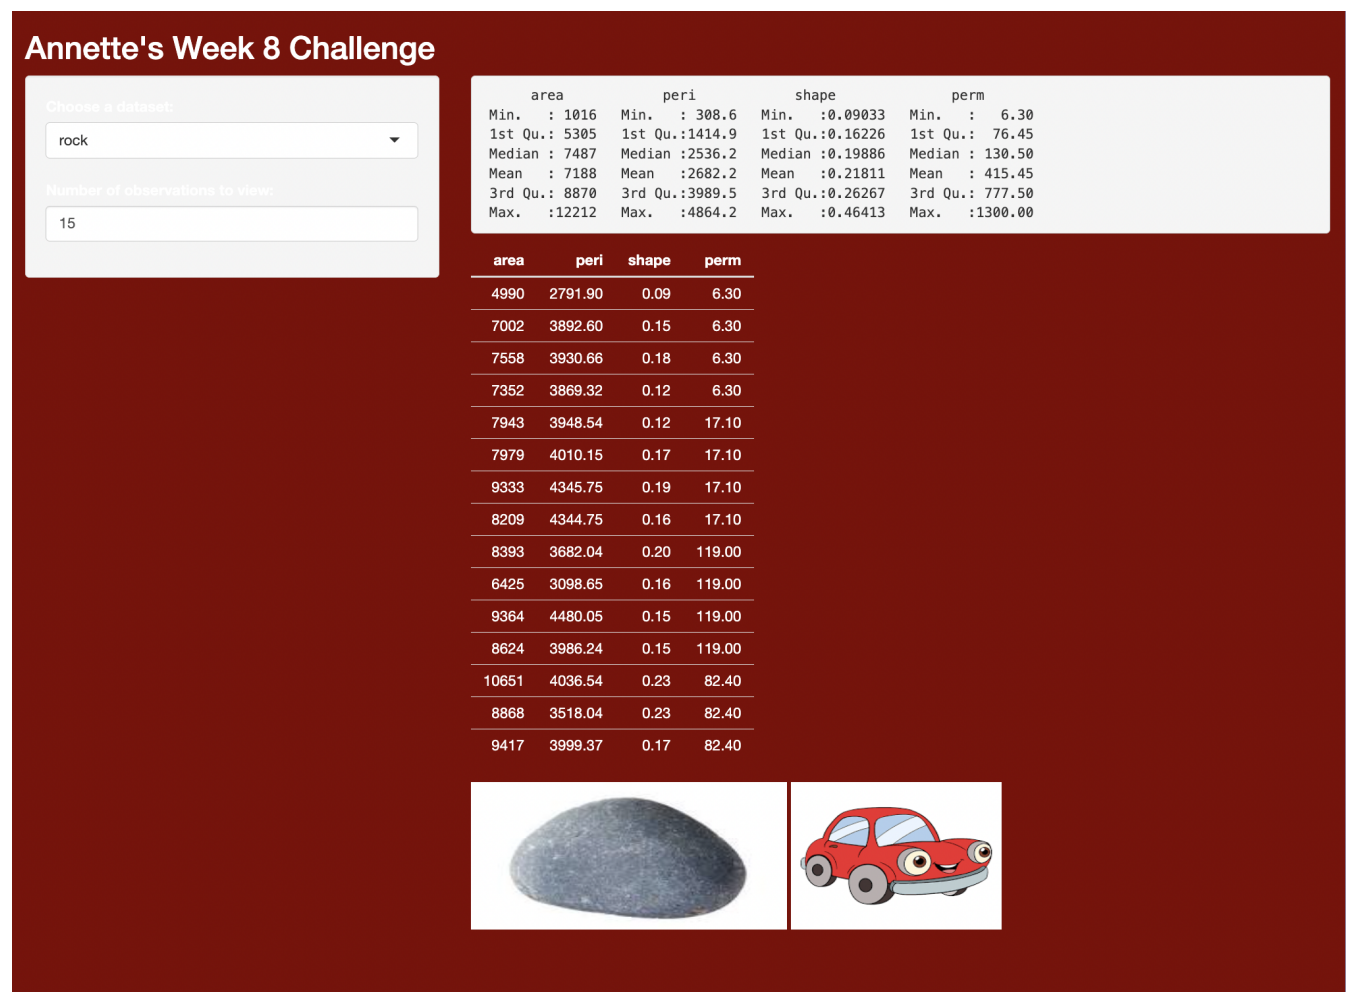 Annette's Week 8 Challenge
Choose a dataset:
rock
Number of observations to view:
15
area peri shape perm
Min. : 1016 Min. : 308.6 Min. :0.09033 Min. : 6.30
1st Qu.: 5305 1st Qu.:1414.9 1st Qu.:0.16226 1st Qu.: 76.45
Median : 7487 Median :2536.2 Median :0.19886 Median : 130.50
Mean : 7188 Mean :2682.2 Mean :0.21811 Mean : 415.45
3rd Qu.: 8870 3rd Qu.:3989.5 3rd Qu.:0.26267 3rd Qu.: 777.50
Max. :12212 Max. :4864.2 Max. :0.46413 Max. :1300.00
area peri shape perm
4990 2791.90 0.09 6.30
7002 3892.60 0.15 6.30
7558 3930.66 0.18 6.30
7352 3869.32 0.12 6.30
7943 3948.54 0.12 17.10
7979 4010.15 0.17 17.10
9333 4345.75 0.19 17.10
8209 4344.75 0.16 17.10
8393 3682.04 0.20 119.00
6425 3098.65 0.16 119.00
9364 4480.05 0.15 119.00
8624 3986.24 0.15 119.00
10651 4036.54 0.23 82.40
8868 3518.04 0.23 82.40
9417 3999.37 0.17 82.40